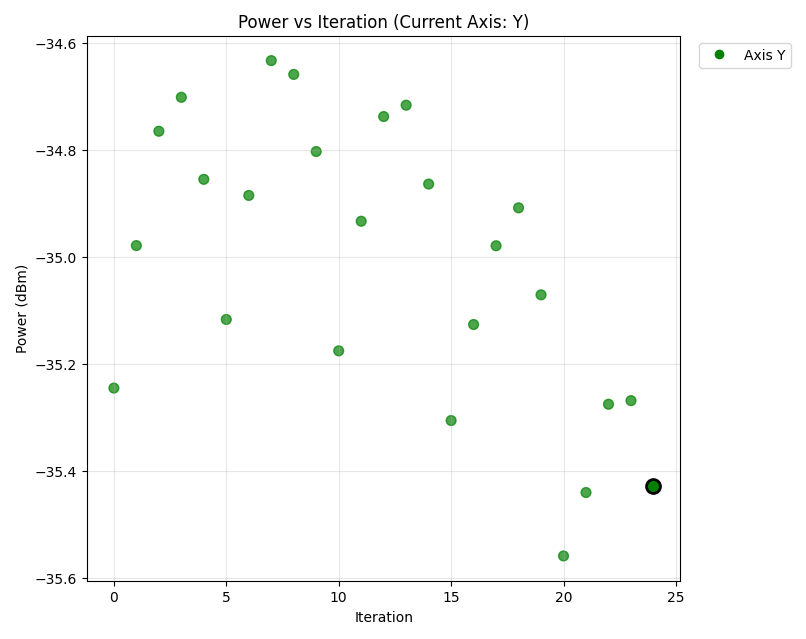 Power vs Iteration (Current Axis: Y)
Axis Y
Power (dBm)
−34.6
−34.8
−35.0
−35.2
−35.4
−35.6
0 5 10 15 20 25
Iteration